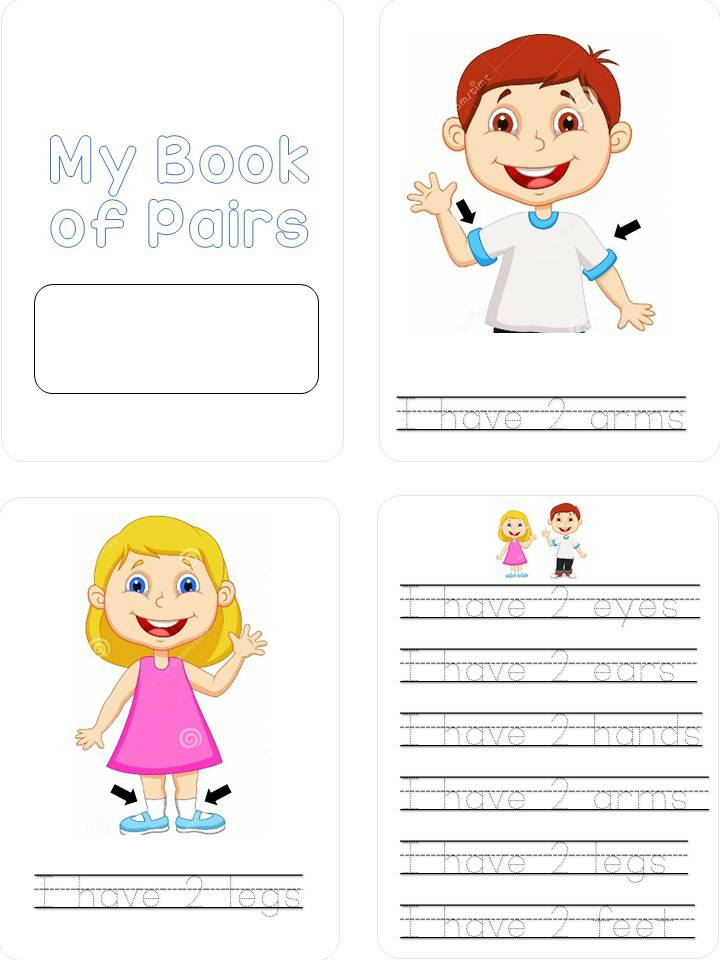 My Book
of Pairs
I have 2 arms
I have 2 legs
I have 2 eyes
I have 2 ears
I have 2 hands
I have 2 arms
I have 2 legs
I have 2 feet